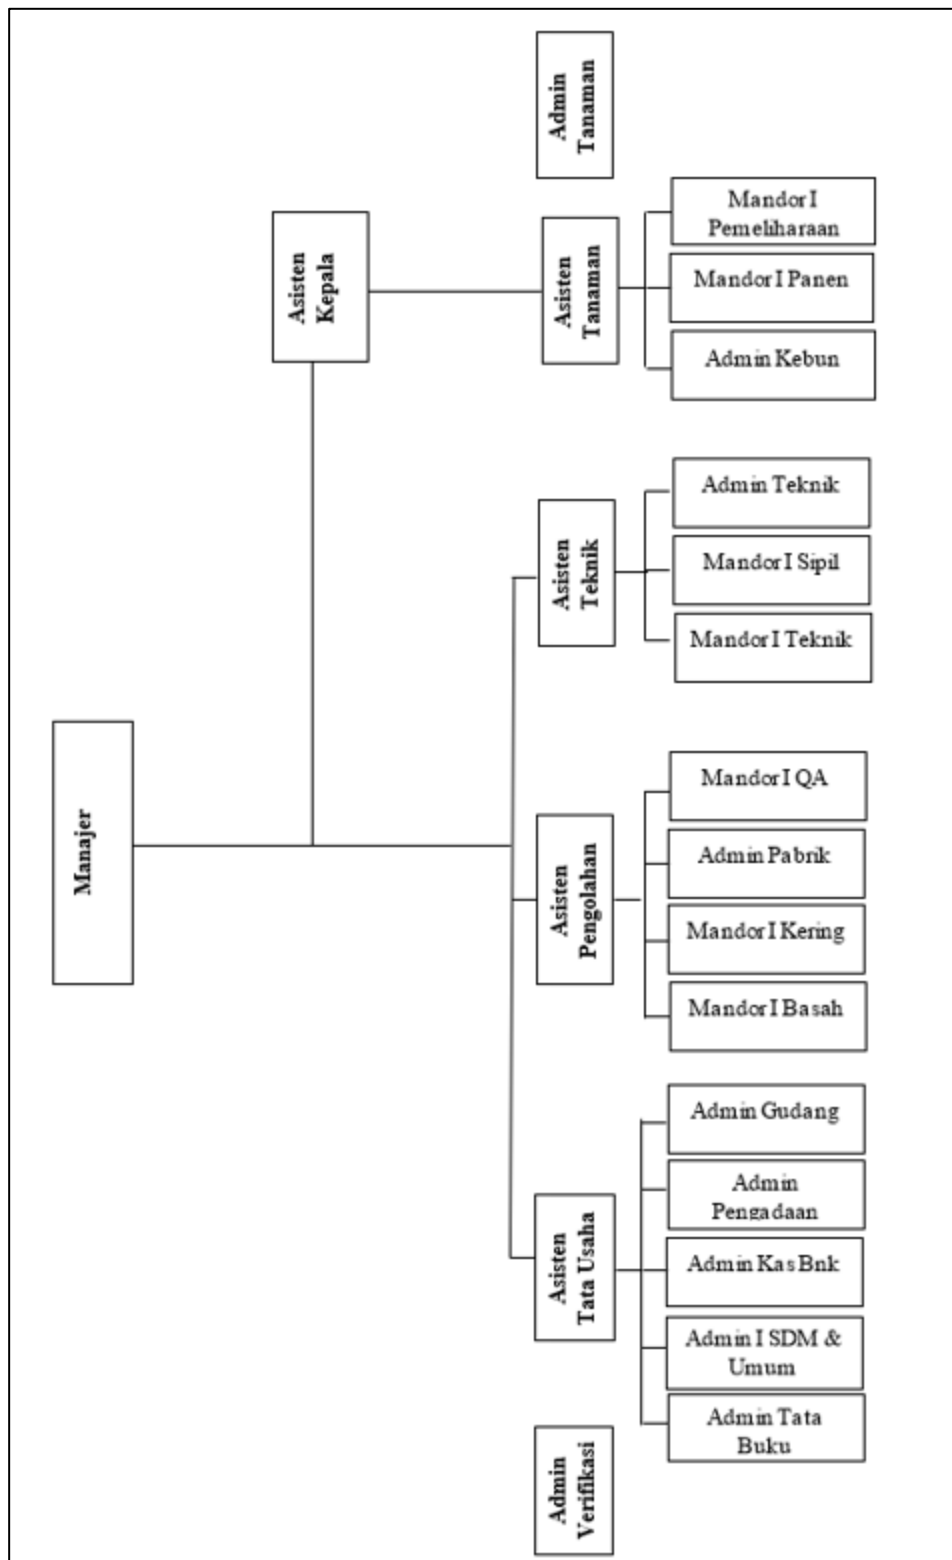 Admin
Tanaman
Mandor I
Pemeliharaan
Asisten
Kepala
Asisten
Tanaman
Mandor I Panen
Admin Kebun
Admin Teknik
Asisten
Teknik
Mandor I Sipil
Mandor I Teknik
Manajer
Mandor I QA
Asisten
Pengolahan
Admin Pabrik
Mandor I Kering
Mandor I Basah
Admin Gudang
Admin
Pengadaan
Asisten
Tata Usaha
Admin Kas Bnk
Admin I SDM &
Umum
Admin Tata
Buku
Admin
Verifikasi